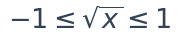 −1 ≤ √x ≤ 1